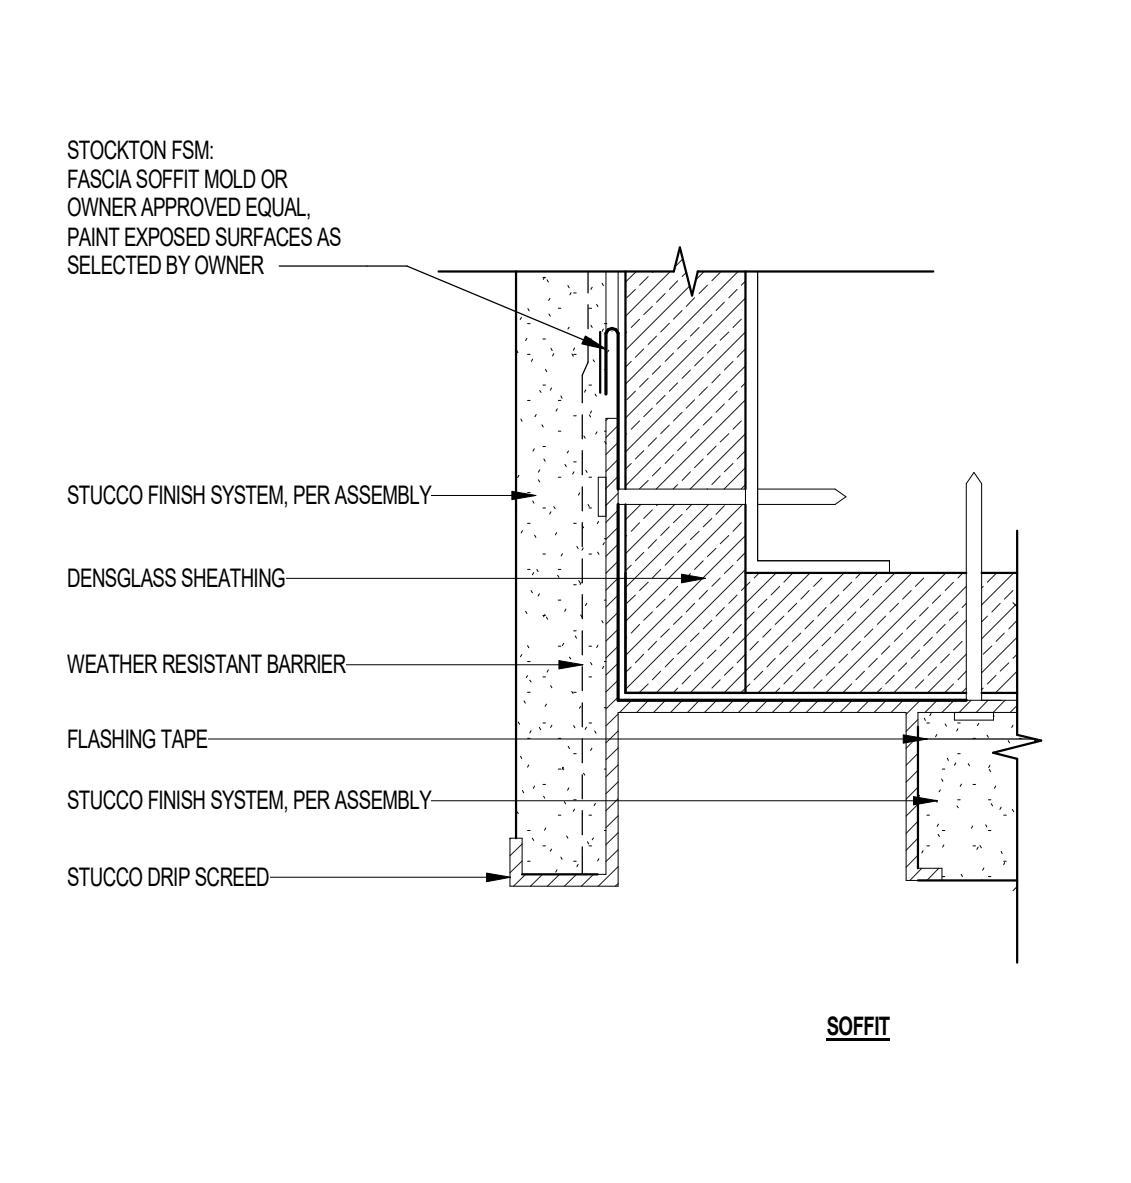 STOCKTON FSM:
FASCIA SOFFIT MOLD OR
OWNER APPROVED EQUAL,
PAINT EXPOSED SURFACES AS
SELECTED BY OWNER
STUCCO FINISH SYSTEM, PER ASSEMBLY
DENSGLASS SHEATHING
WEATHER RESISTANT BARRIER
FLASHING TAPE
STUCCO FINISH SYSTEM, PER ASSEMBLY
STUCCO DRIP SCREED
SOFFIT